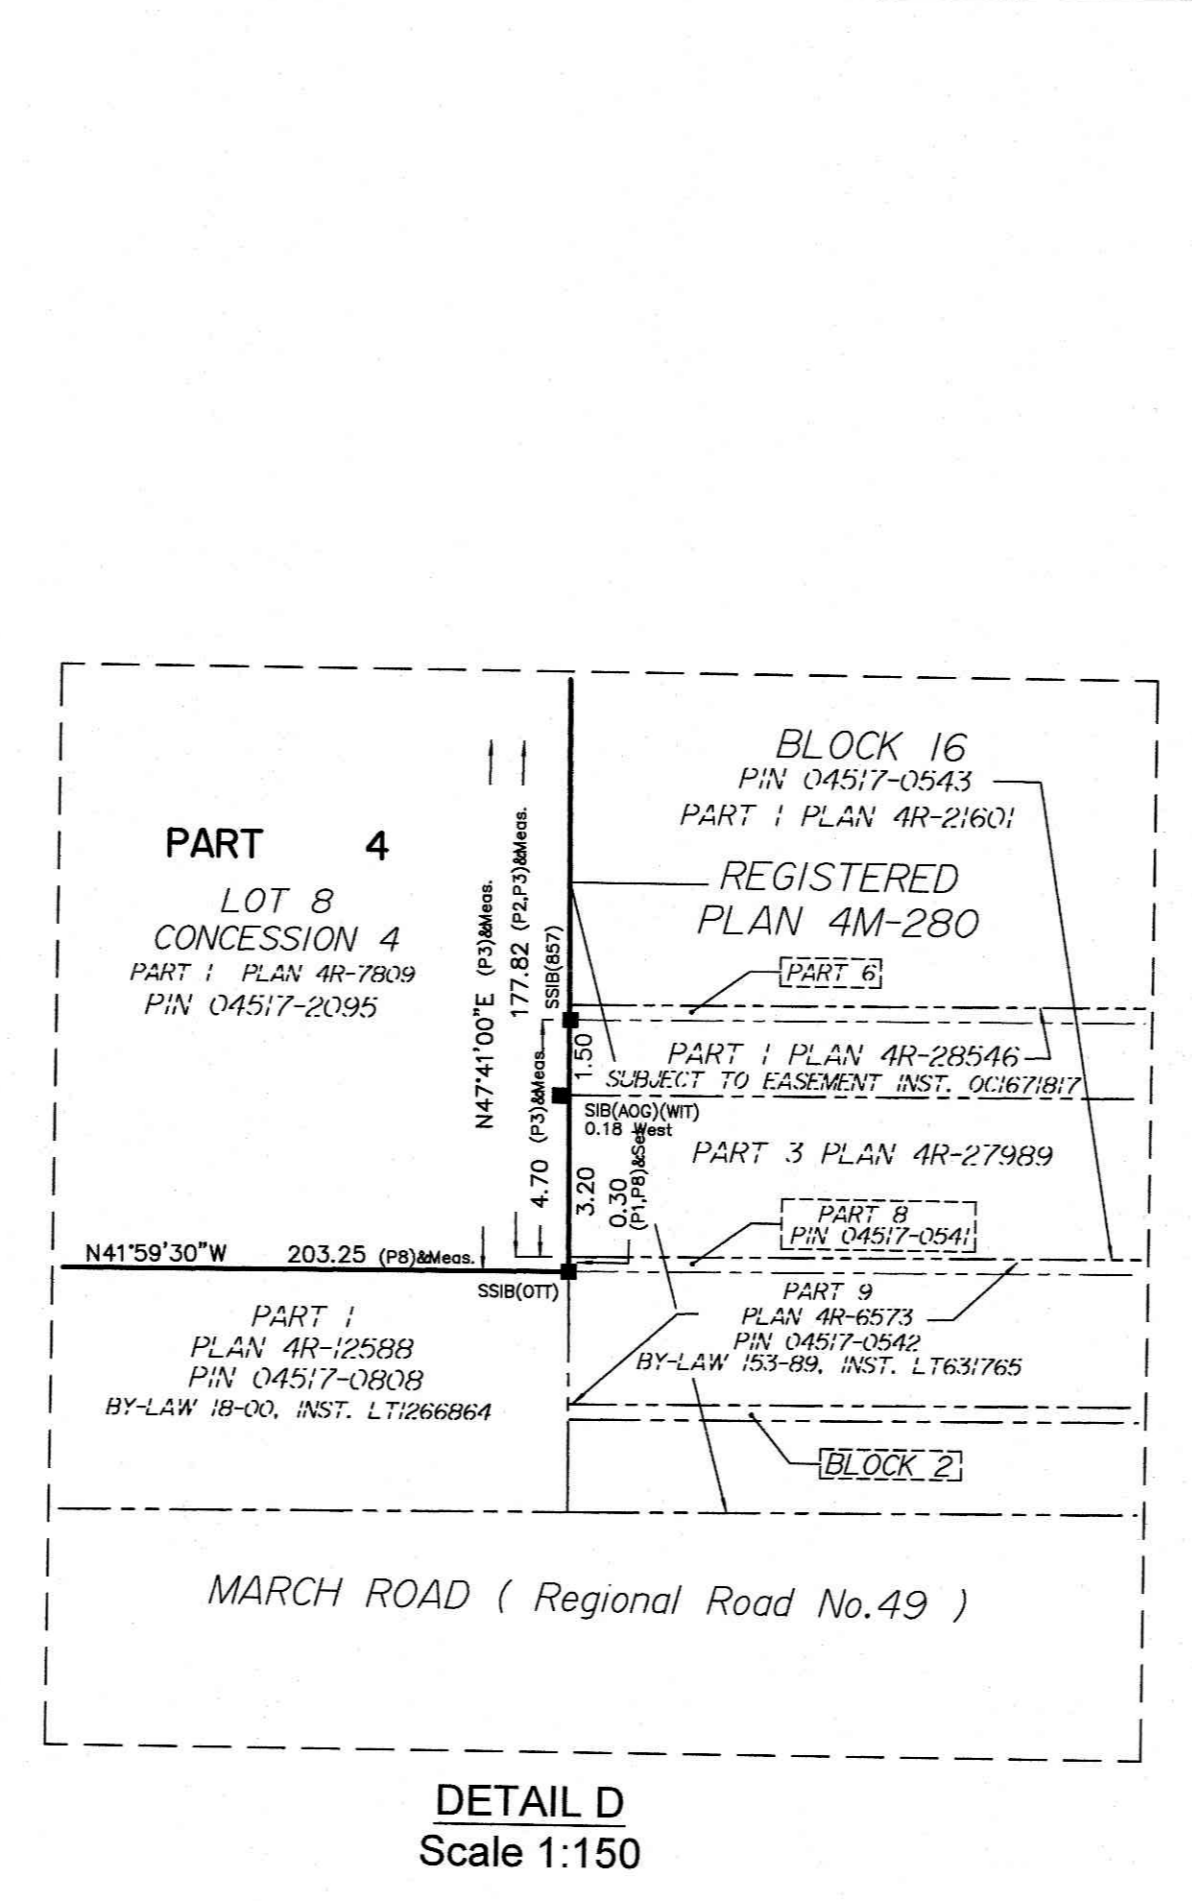 PART 4
LOT 8
CONCESSION 4
PART 1 PLAN 4R-7809
PIN 04517-2095
N47°41'00"E (P3)&Meas.
177.82 (P2,P3)&Meas.
SSIB(857)
4.70 (P3)&Meas.
1.50
SIB(AOG)(WIT)
0.18 West
3.20
0.30
(P1,P8)&Set
BLOCK 16
PIN 04517-0543
PART 1 PLAN 4R-21601
REGISTERED
PLAN 4M-280
PART 6
PART 1 PLAN 4R-28546
SUBJECT TO EASEMENT INST. OC1671817
PART 3 PLAN 4R-27989
PART 8
PIN 04517-0541
N41°59'30"W 203.25 (P8)&Meas.
SSIB(OTT)
PART 1
PLAN 4R-12588
PIN 04517-0808
BY-LAW 18-00, INST. LT1266864
PART 9
PLAN 4R-6573
PIN 04517-0542
BY-LAW 153-89, INST. LT631765
BLOCK 2
MARCH ROAD ( Regional Road No.49 )
DETAIL D
Scale 1:150